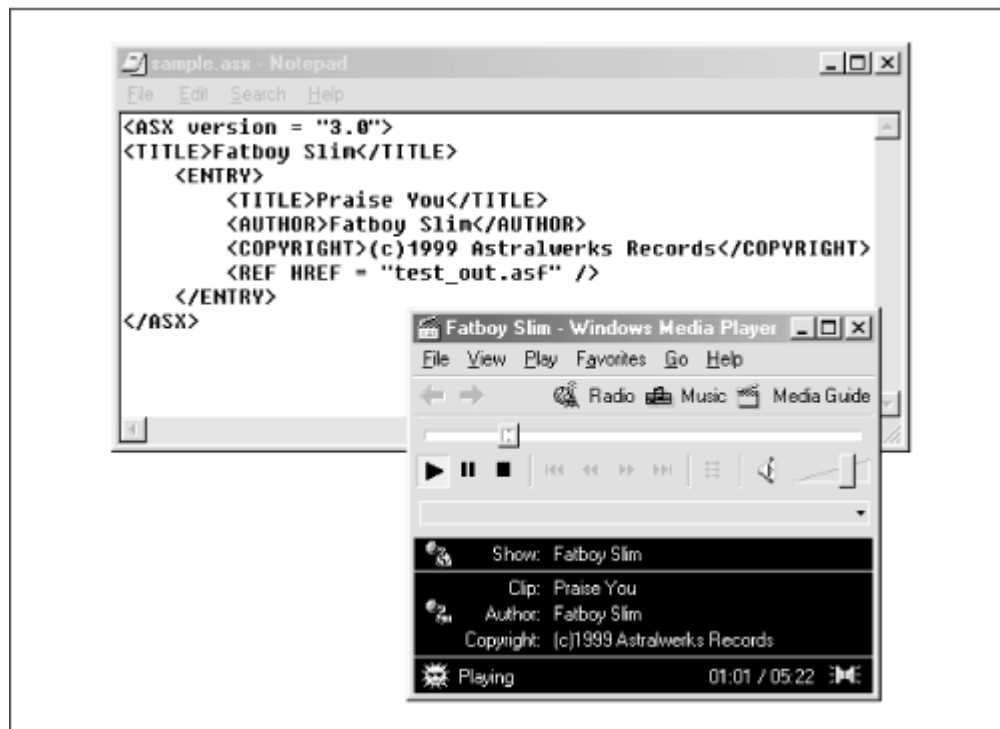 sample.asx - Notepad
File Edit Search Help
<ASX version = "3.0">
<TITLE>Fatboy Slim</TITLE>
<ENTRY>
<TITLE>Praise You</TITLE>
<AUTHOR>Fatboy Slim</AUTHOR>
<COPYRIGHT>(c)1999 Astralwerks Records</COPYRIGHT>
<REF HREF = "test_out.asf" />
</ENTRY>
</ASX>
Fatboy Slim - Windows Media Player
File View Play Favorites Go Help
Radio Music Media Guide
Show: Fatboy Slim
Clip: Praise You
Author: Fatboy Slim
Copyright: (c)1999 Astralwerks Records
Playing 01:01 / 05:22